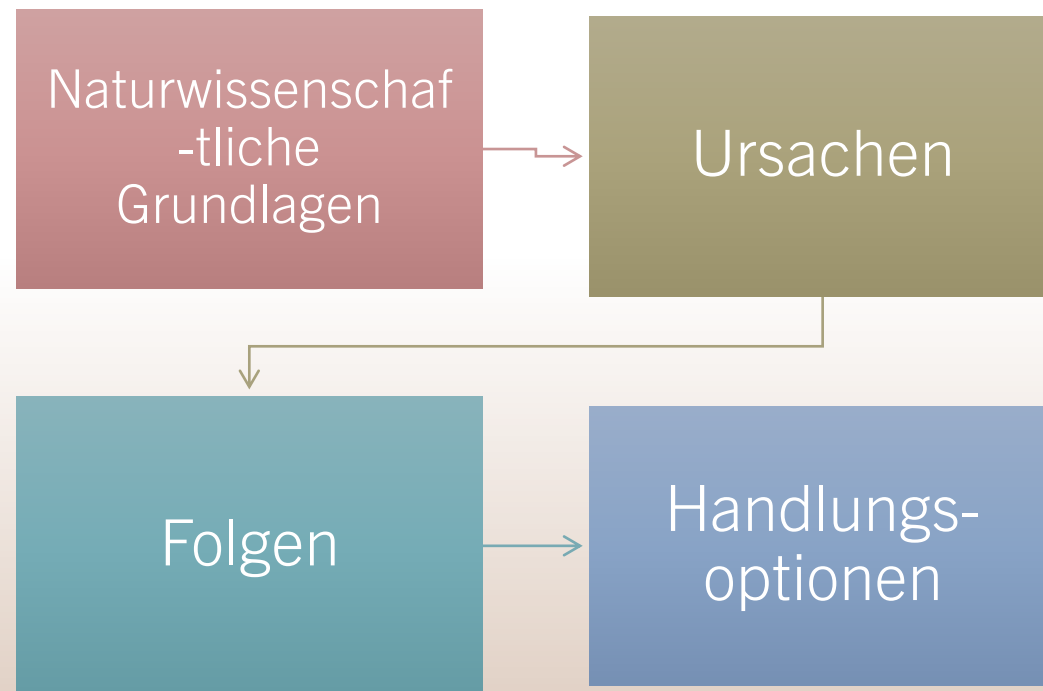 Naturwissenschaf
-tliche
Grundlagen
Ursachen
Folgen
Handlungs-
optionen